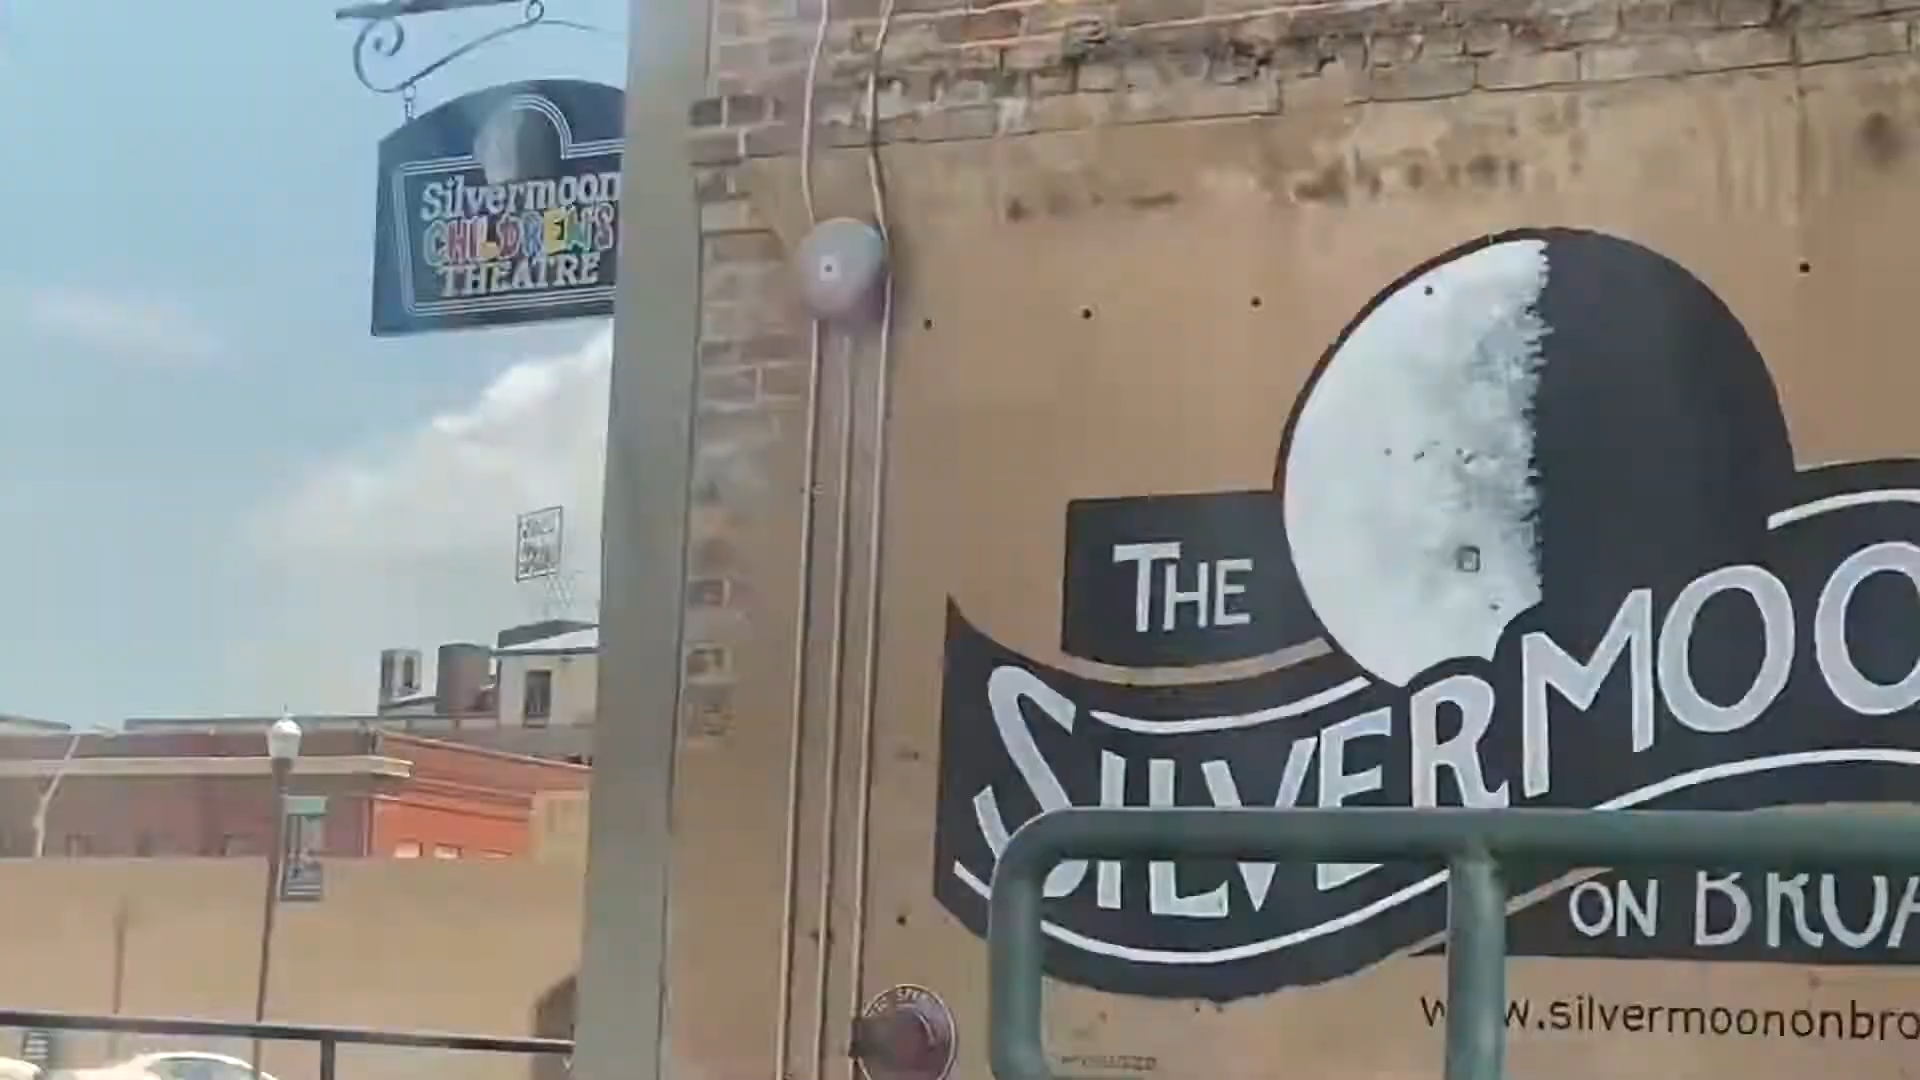 Silvermoon
CHILDREN'S
THEATRE
THE
SILVERMOO
ON BROA
www.silvermoononbro